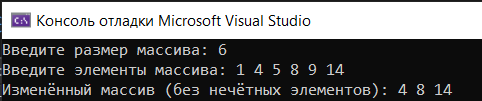 Консоль отладки Microsoft Visual Studio
Введите размер массива: 6
Введите элементы массива: 1 4 5 8 9 14
Изменённый массив (без нечётных элементов): 4 8 14